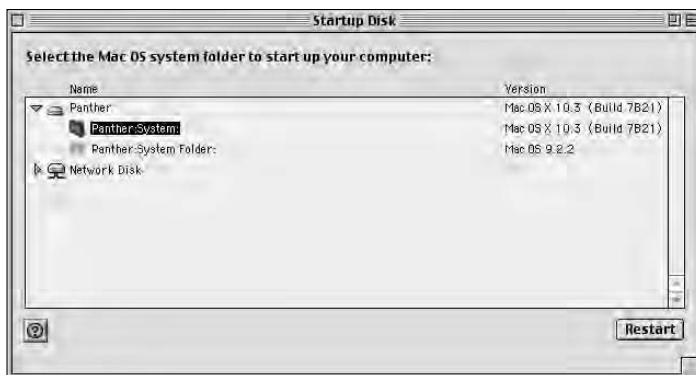 Startup Disk
Select the Mac OS system folder to start up your computer:
Name Version
Panther Mac OS X 10.3 (Build 7B21)
Panther:System: Mac OS X 10.3 (Build 7B21)
Panther:System Folder: Mac OS 9.2.2
Network Disk
?
Restart